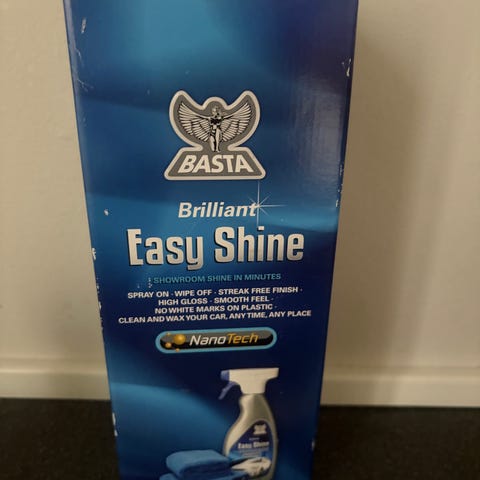 BASTA
Brilliant
Easy Shine
SHOWROOM SHINE IN MINUTES
SPRAY ON · WIPE OFF · STREAK FREE FINISH ·
HIGH GLOSS · SMOOTH FEEL ·
NO WHITE MARKS ON PLASTIC ·
CLEAN AND WAX YOUR CAR, ANY TIME, ANY PLACE
NanoTech
Easy Shine